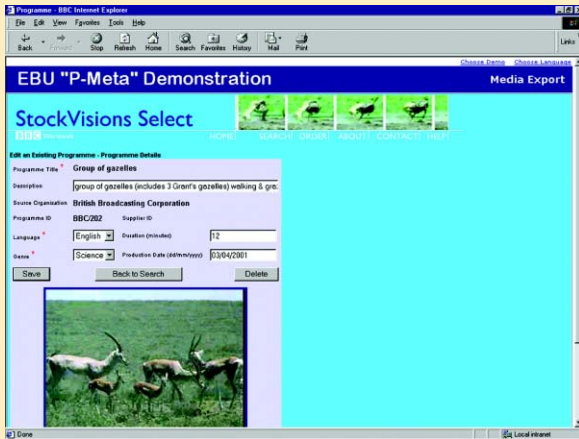 Programme - BBC Internet Explorer
File Edit View Favorites Tools Help
Back Forward Stop Refresh Home Search Favorites History Mail Print Links
Choose Demo Choose Language
EBU "P-Meta" Demonstration Media Export
StockVisions Select
BBC Worldwide HOME SEARCH ORDER ABOUT CONTACT HELP
Edit an Existing Programme - Programme Details
Programme Title * Group of gazelles
Description group of gazelles (includes 3 Grant's gazelles) walking & gra
Source Organisation British Broadcasting Corporation
Programme ID BBC/202 Supplier ID
Language * English Duration (minutes) 12
Genre * Science Production Date (dd/mm/yyyy) 03/04/2001
Save Back to Search Delete
Done Local intranet